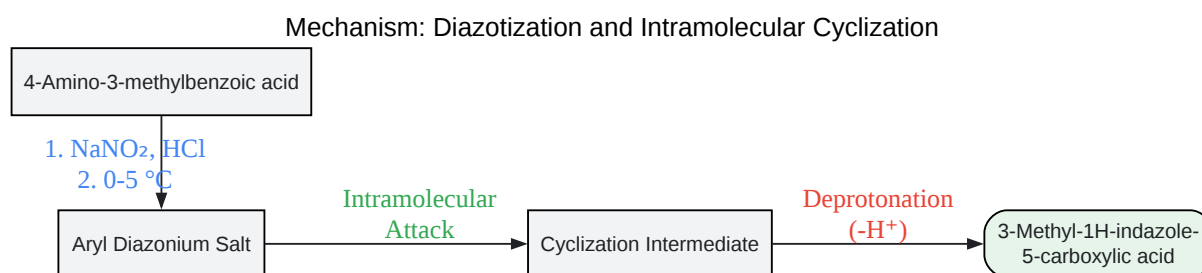 Mechanism: Diazotization and Intramolecular Cyclization
4-Amino-3-methylbenzoic acid
1. NaNO₂, HCl
2. 0-5 °C
Aryl Diazonium Salt
Intramolecular
Attack
Cyclization Intermediate
Deprotonation
(-H⁺)
3-Methyl-1H-indazole-
5-carboxylic acid